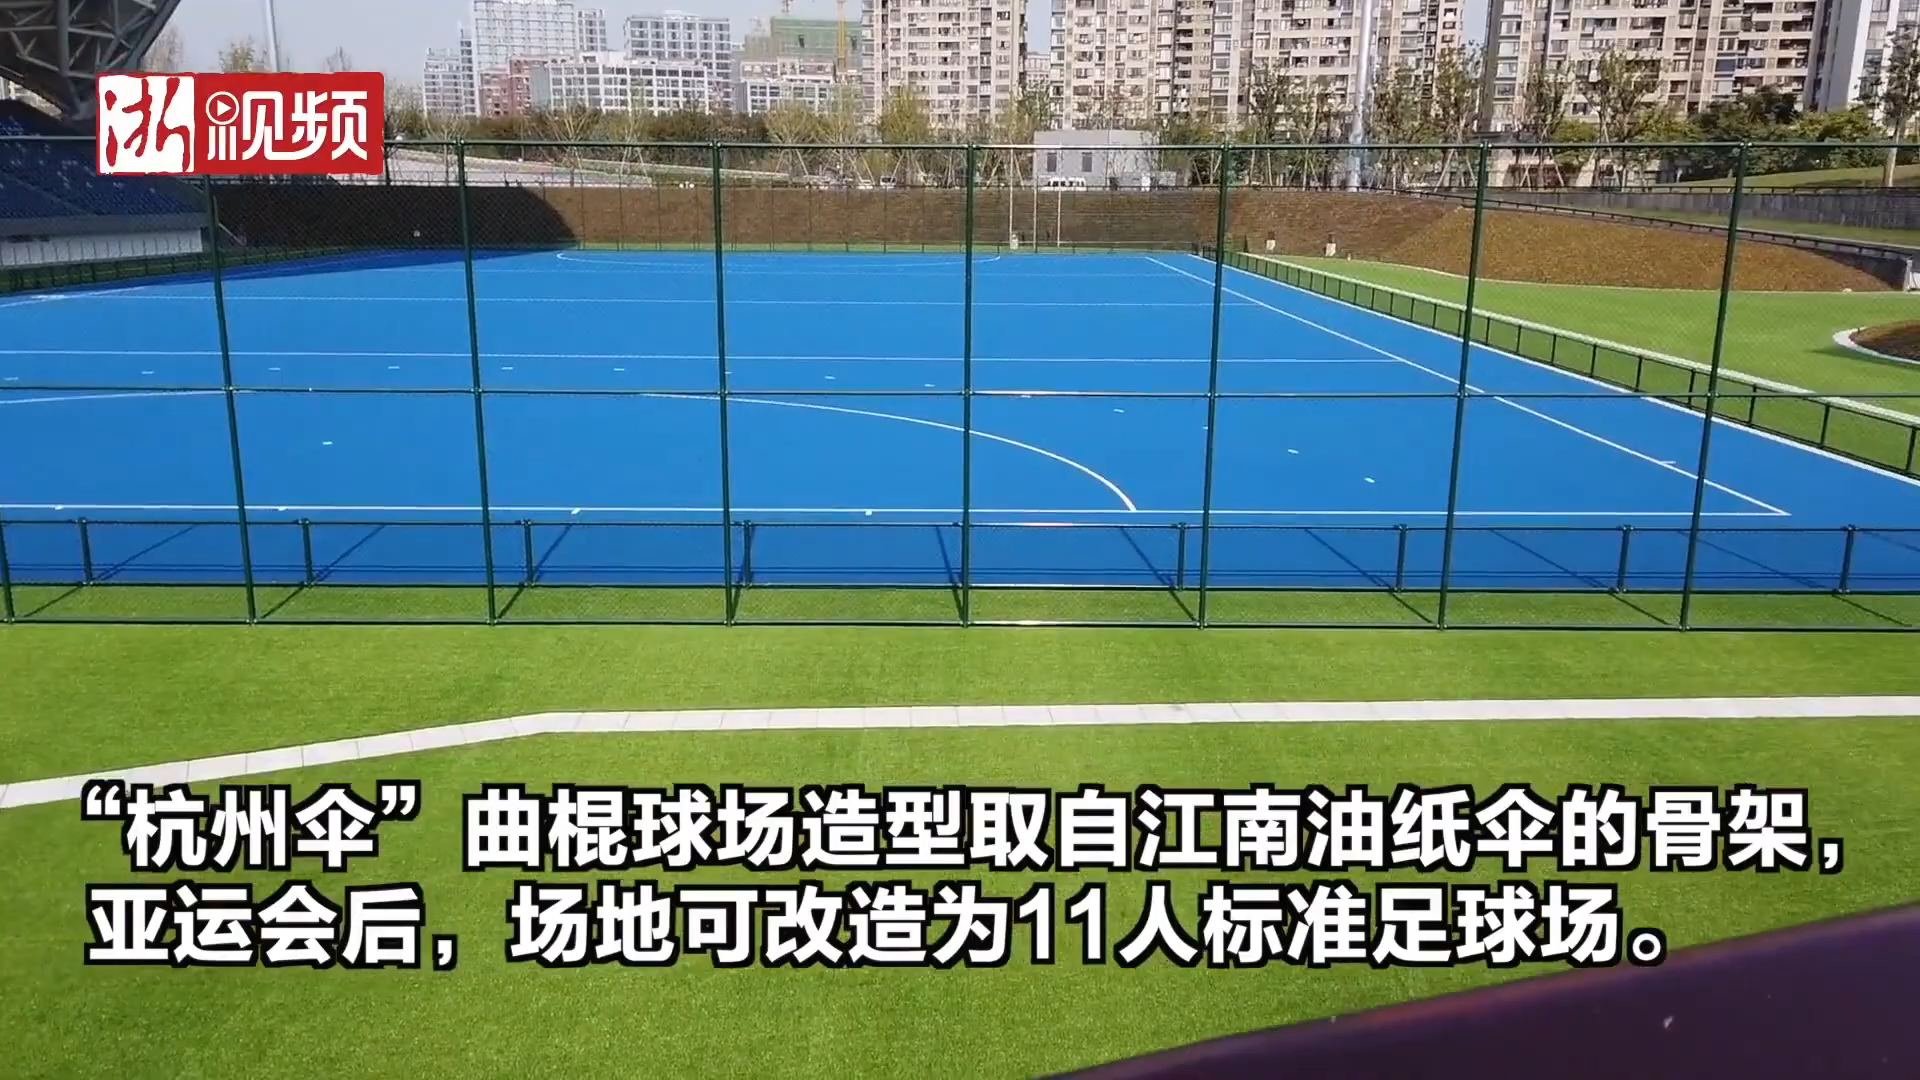 浙视频
“杭州伞”曲棍球场造型取自江南油纸伞的骨架，
亚运会后，场地可改造为11人标准足球场。